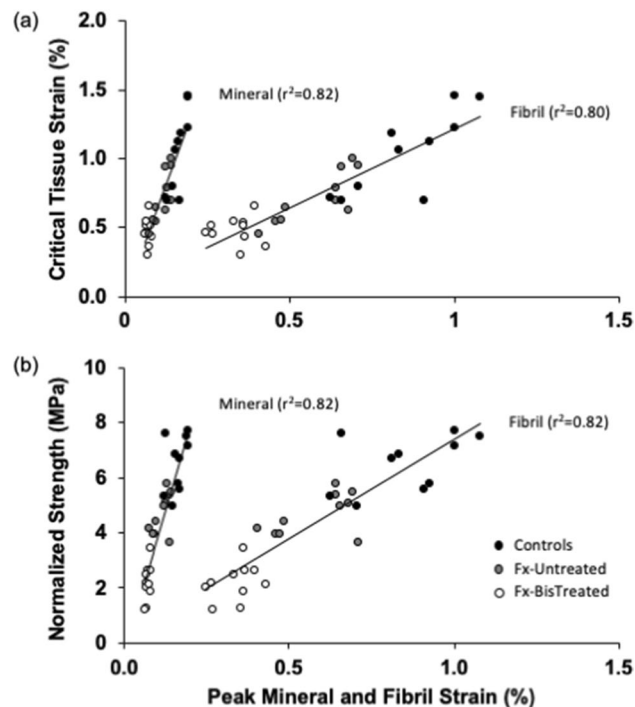 (a)
2.0
1.5
1.0
0.5
0.0
Critical Tissue Strain (%)
Mineral (r²=0.82)
Fibril (r²=0.80)
0
0.5
1
1.5
(b)
10
8
6
4
2
0
Normalized Strength (MPa)
Mineral (r²=0.82)
Fibril (r²=0.82)
Controls
Fx-Untreated
Fx-BisTreated
0.0
0.5
1.0
1.5
Peak Mineral and Fibril Strain (%)